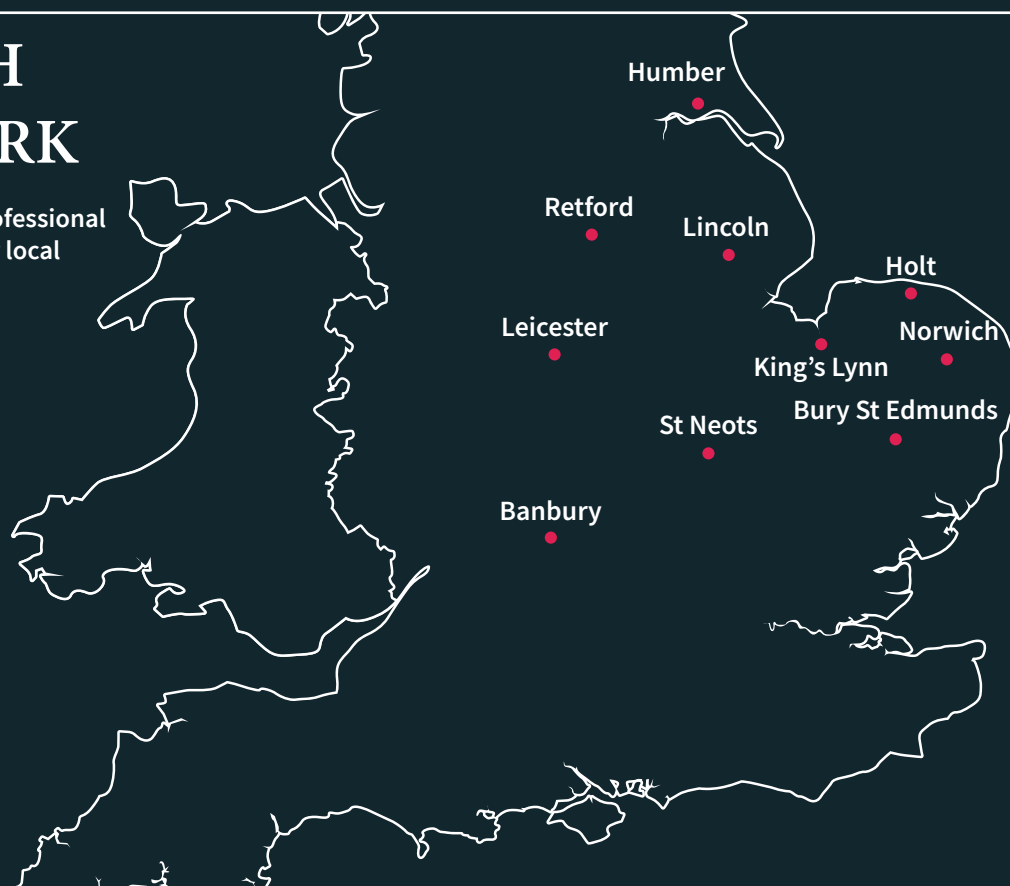 H
RK
ofessional
local
Humber
Retford
Lincoln
Holt
Leicester
Norwich
King’s Lynn
Bury St Edmunds
St Neots
Banbury